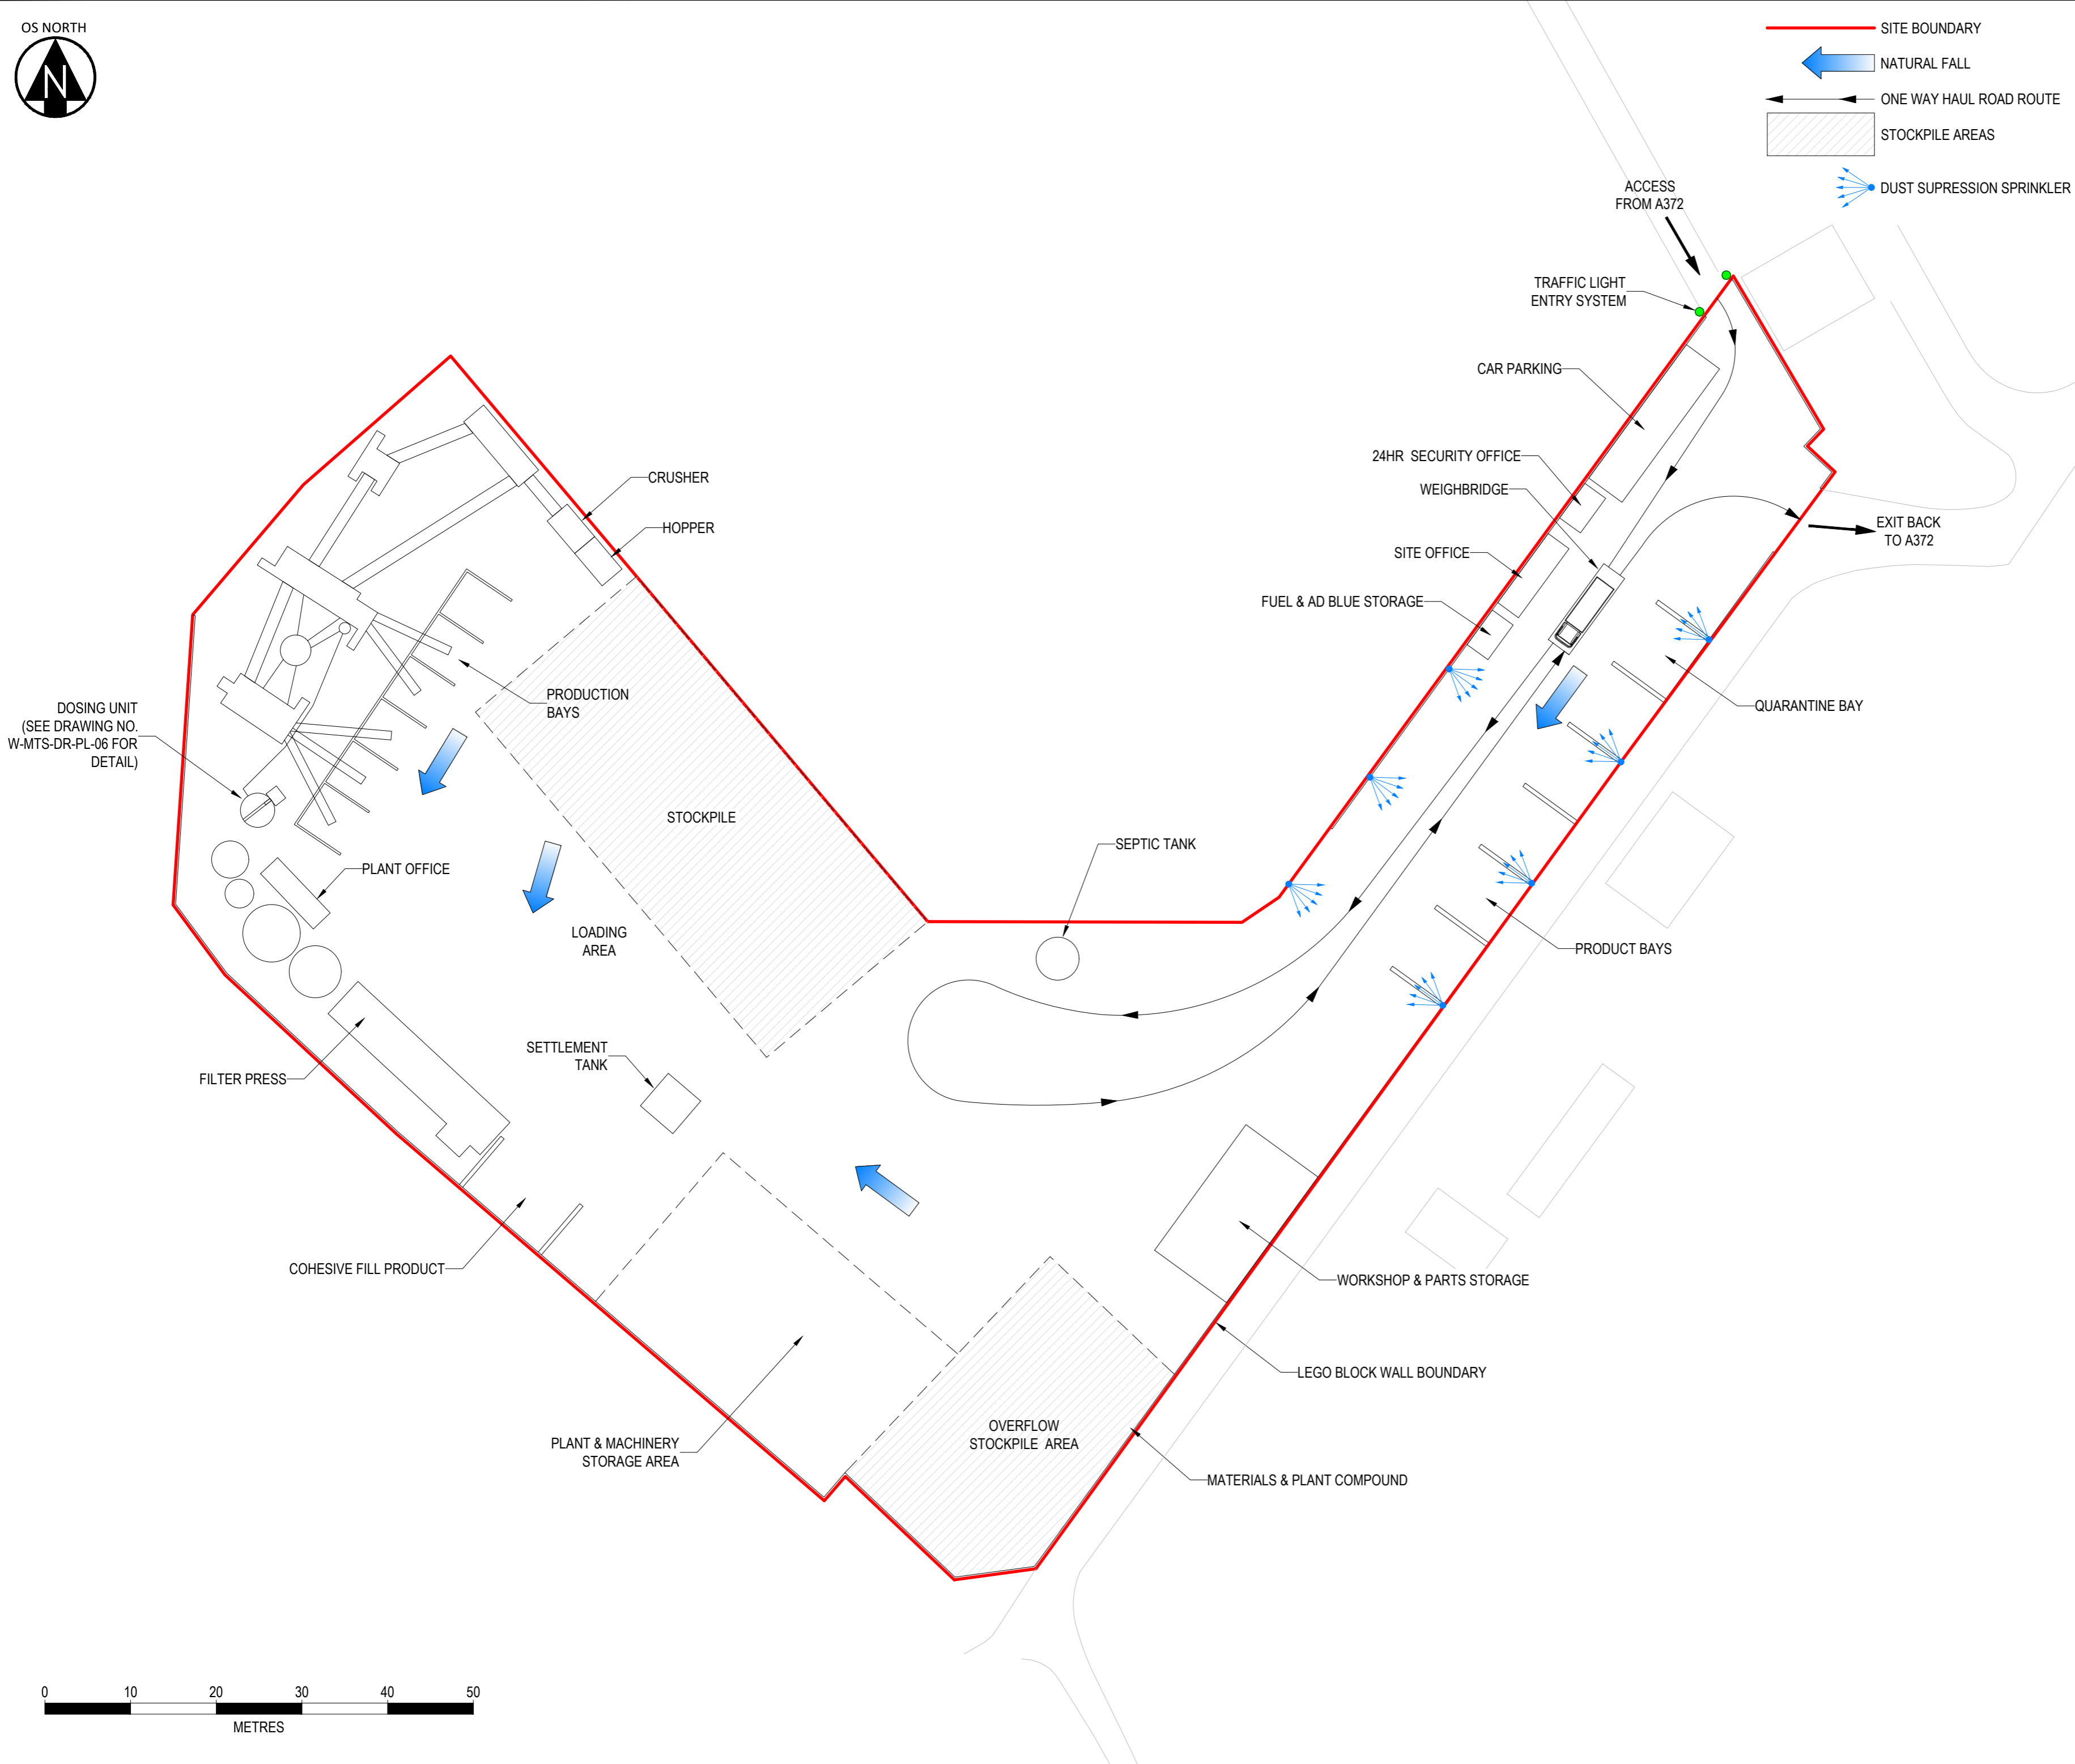 OS NORTH
N
SITE BOUNDARY
NATURAL FALL
ONE WAY HAUL ROAD ROUTE
STOCKPILE AREAS
DUST SUPRESSION SPRINKLER
ACCESS
FROM A372
TRAFFIC LIGHT
ENTRY SYSTEM
CAR PARKING
24HR SECURITY OFFICE
WEIGHBRIDGE
SITE OFFICE
FUEL & AD BLUE STORAGE
EXIT BACK
TO A372
QUARANTINE BAY
CRUSHER
HOPPER
PRODUCTION
BAYS
DOSING UNIT
(SEE DRAWING NO.
W-MTS-DR-PL-06 FOR
DETAIL)
STOCKPILE
PLANT OFFICE
SEPTIC TANK
LOADING
AREA
PRODUCT BAYS
SETTLEMENT
TANK
FILTER PRESS
COHESIVE FILL PRODUCT
WORKSHOP & PARTS STORAGE
LEGO BLOCK WALL BOUNDARY
OVERFLOW
STOCKPILE AREA
PLANT & MACHINERY
STORAGE AREA
MATERIALS & PLANT COMPOUND
0 10 20 30 40 50
METRES